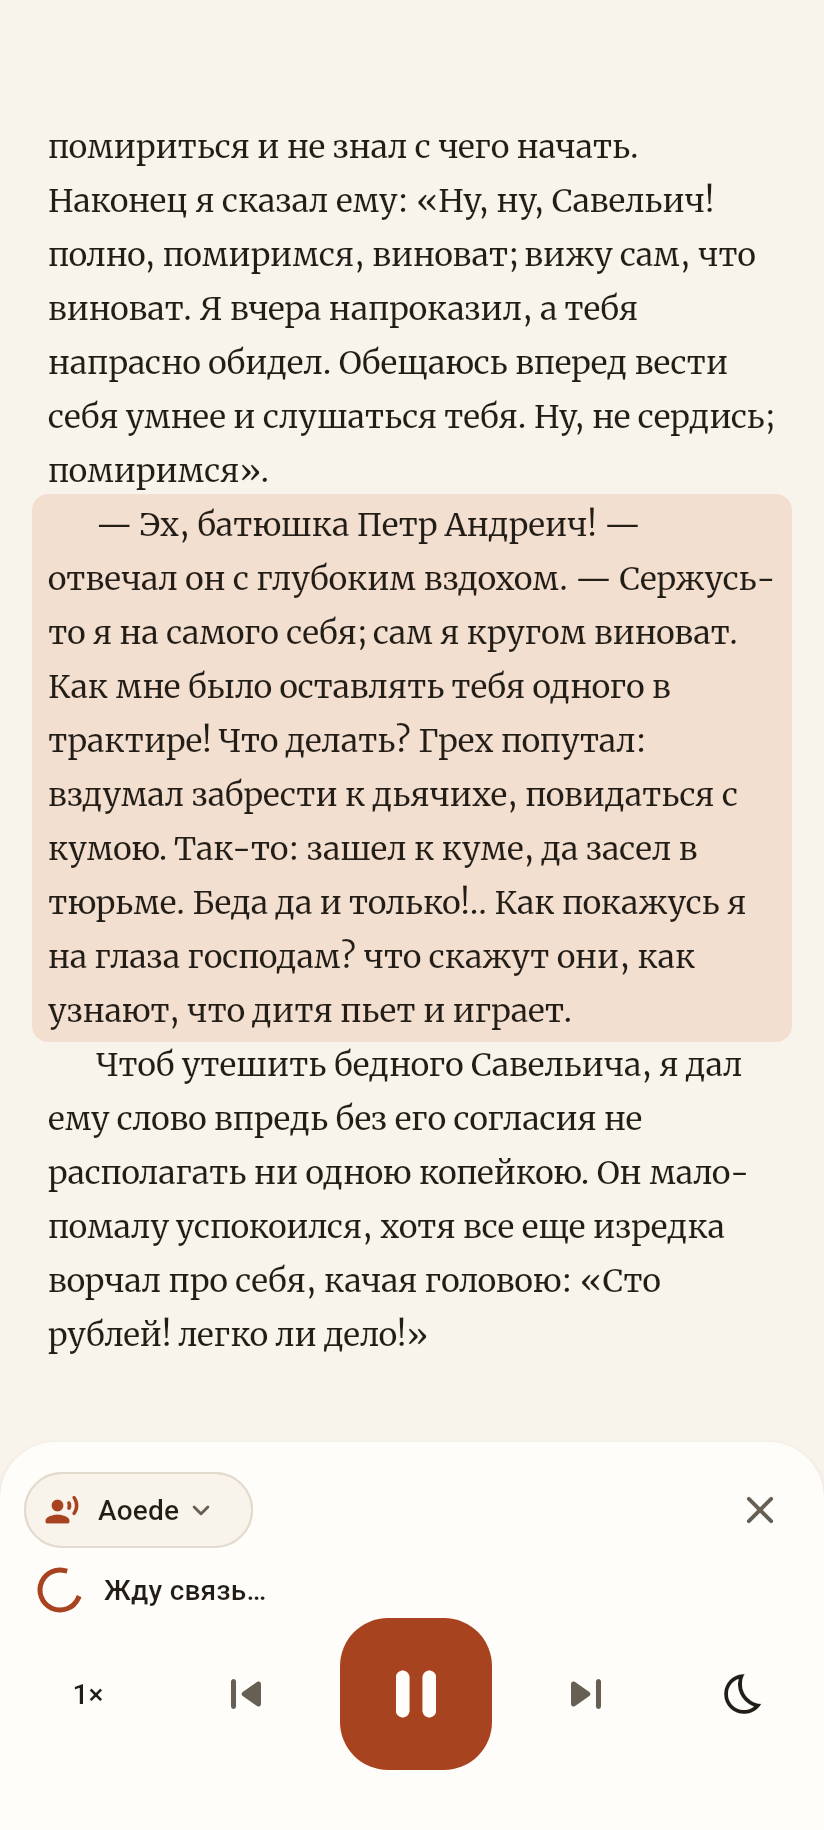 помириться и не знал с чего начать.
Наконец я сказал ему: «Ну, ну, Савельич!
полно, помиримся, виноват; вижу сам, что
виноват. Я вчера напроказил, а тебя
напрасно обидел. Обещаюсь вперед вести
себя умнее и слушаться тебя. Ну, не сердись;
помиримся».
— Эх, батюшка Петр Андреич! —
отвечал он с глубоким вздохом. — Сержусь-
то я на самого себя; сам я кругом виноват.
Как мне было оставлять тебя одного в
трактире! Что делать? Грех попутал:
вздумал забрести к дьячихе, повидаться с
кумою. Так-то: зашел к куме, да засел в
тюрьме. Беда да и только!.. Как покажусь я
на глаза господам? что скажут они, как
узнают, что дитя пьет и играет.
Чтоб утешить бедного Савельича, я дал
ему слово впредь без его согласия не
располагать ни одною копейкою. Он мало-
помалу успокоился, хотя все еще изредка
ворчал про себя, качая головою: «Сто
рублей! легко ли дело!»
Aoede
Жду связь…
1×